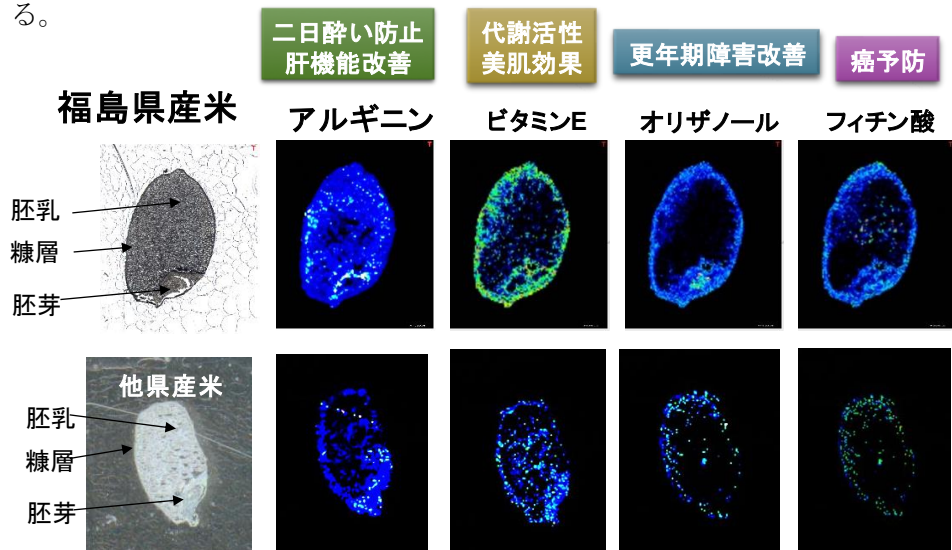 る。
二日酔い防止
肝機能改善
代謝活性
美肌効果
更年期障害改善
癌予防
福島県産米
アルギニン
ビタミンE
オリザノール
フィチン酸
胚乳
糠層
胚芽
他県産米
胚乳
糠層
胚芽